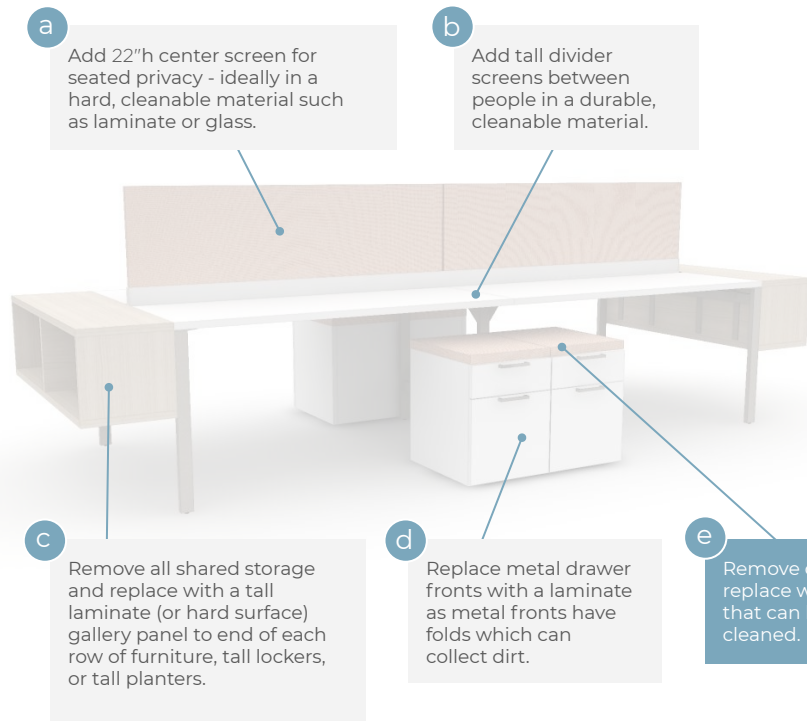 a
Add 22"h center screen for
seated privacy - ideally in a
hard, cleanable material such
as laminate or glass.
b
Add tall divider
screens between
people in a durable,
cleanable material.
c
Remove all shared storage
and replace with a tall
laminate (or hard surface)
gallery panel to end of each
row of furniture, tall lockers,
or tall planters.
d
Replace metal drawer
fronts with a laminate
as metal fronts have
folds which can
collect dirt.
e
Remove
replace
that can
cleaned.